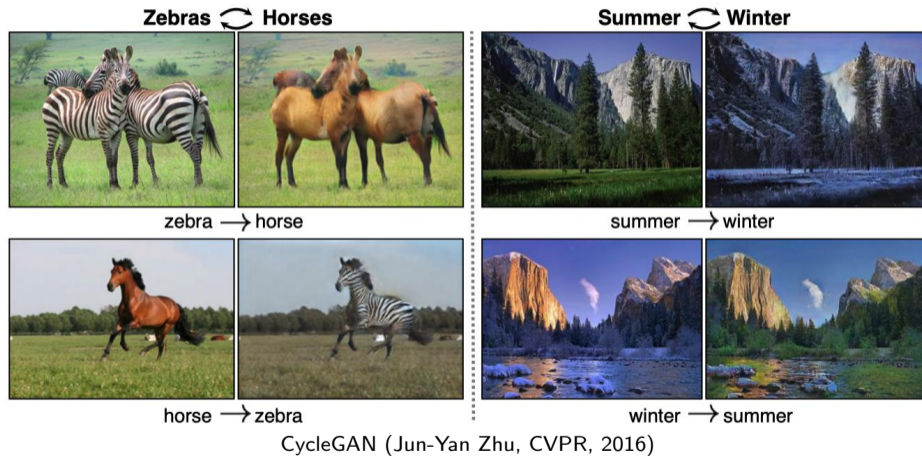 Zebras Horses
zebra → horse
horse → zebra
Summer Winter
summer → winter
winter → summer
CycleGAN (Jun-Yan Zhu, CVPR, 2016)